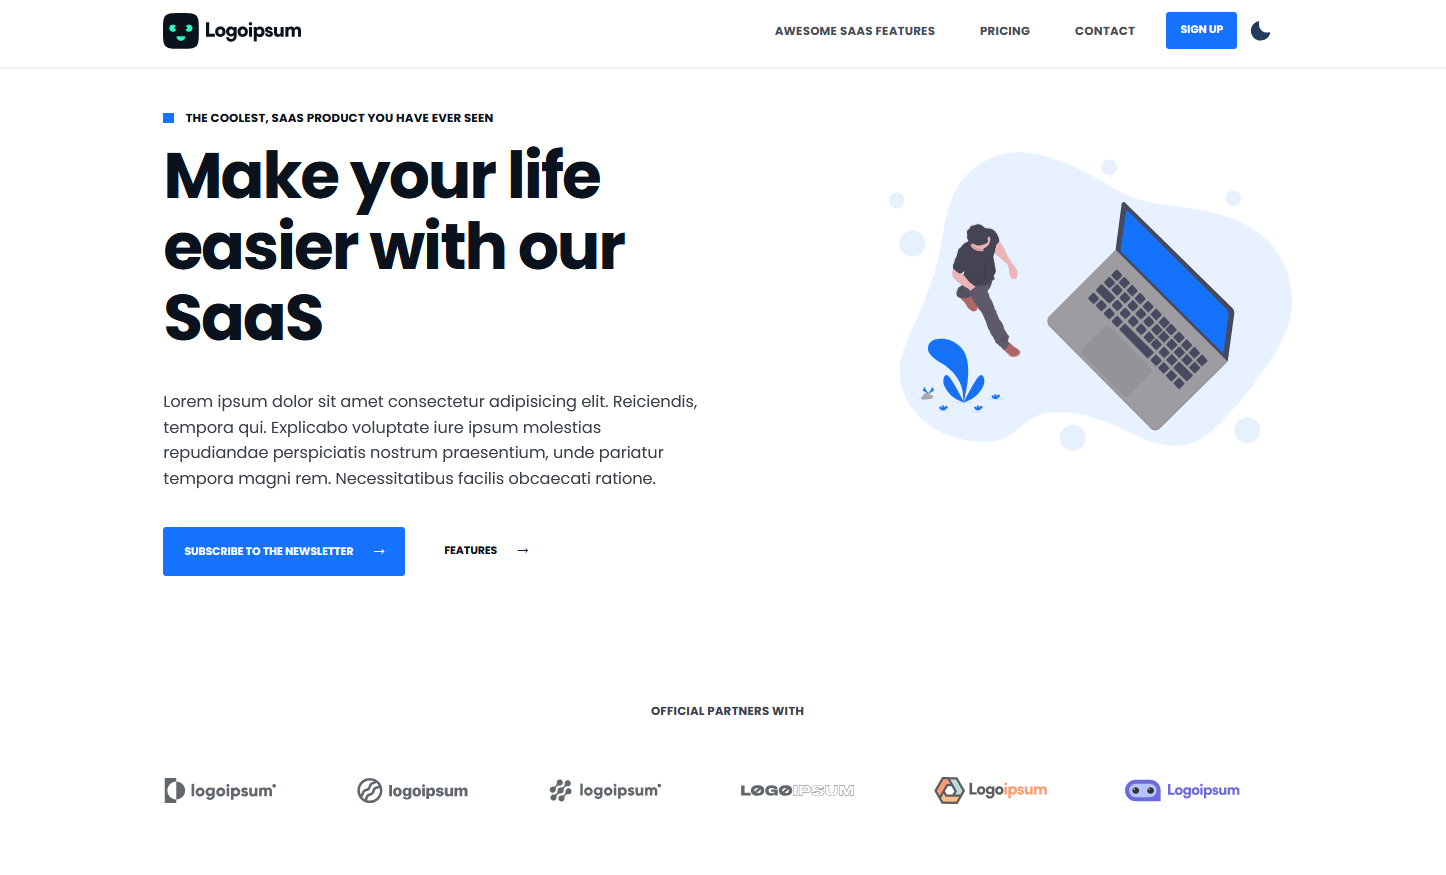 Logoipsum
AWESOME SAAS FEATURES
PRICING
CONTACT
SIGN UP
THE COOLEST, SAAS PRODUCT YOU HAVE EVER SEEN
Make your life
easier with our
SaaS
Lorem ipsum dolor sit amet consectetur adipisicing elit. Reiciendis,
tempora qui. Explicabo voluptate iure ipsum molestias
repudiandae perspiciatis nostrum praesentium, unde pariatur
tempora magni rem. Necessitatibus facilis obcaecati ratione.
SUBSCRIBE TO THE NEWSLETTER →
FEATURES →
OFFICIAL PARTNERS WITH
logoipsum
logoipsum
logoipsum
LØGØIPSUM
Logoipsum
Logoipsum